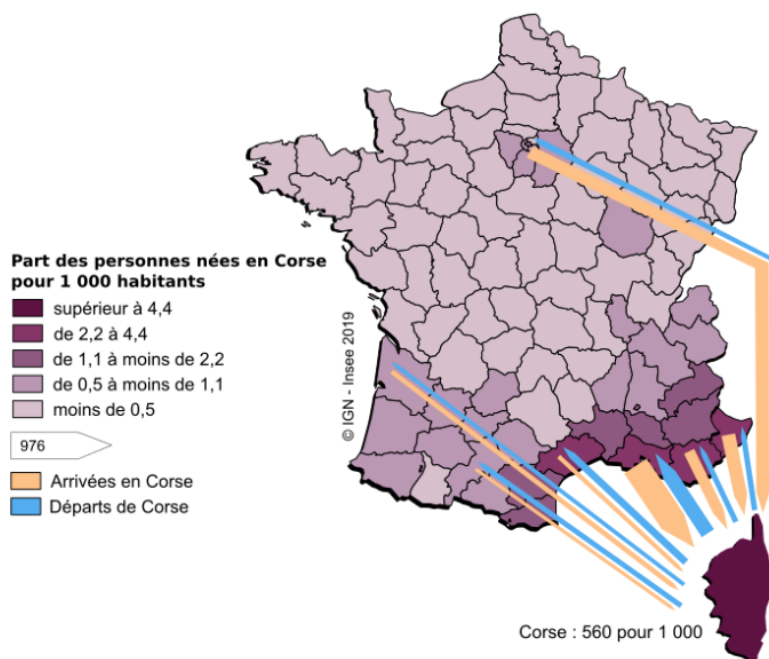 Part des personnes nées en Corse
pour 1 000 habitants
supérieur à 4,4
de 2,2 à 4,4
de 1,1 à moins de 2,2
de 0,5 à moins de 1,1
moins de 0,5
976
Arrivées en Corse
Départs de Corse
© IGN - Insee 2019
Corse : 560 pour 1 000